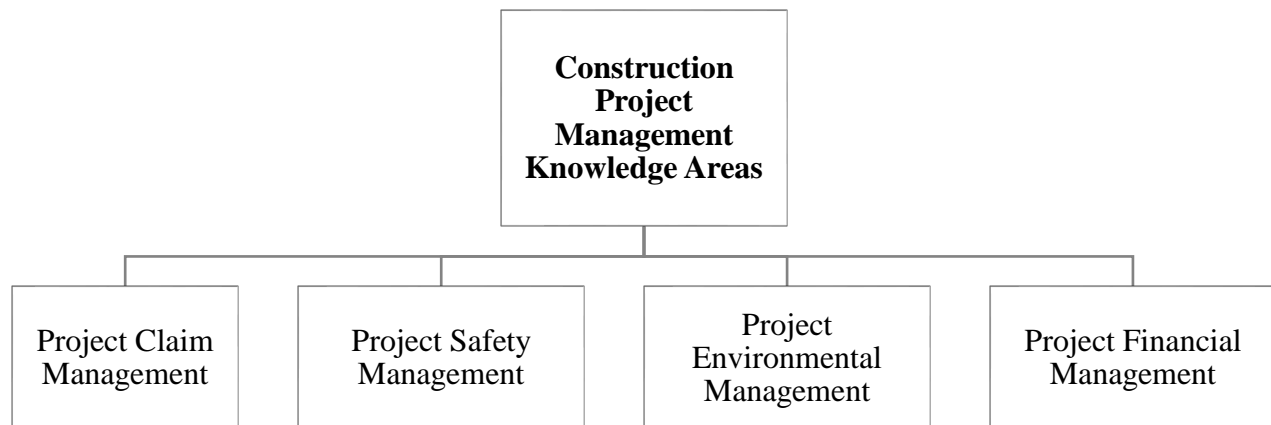 Construction
Project
Management
Knowledge Areas
Project Claim
Management
Project Safety
Management
Project
Environmental
Management
Project Financial
Management